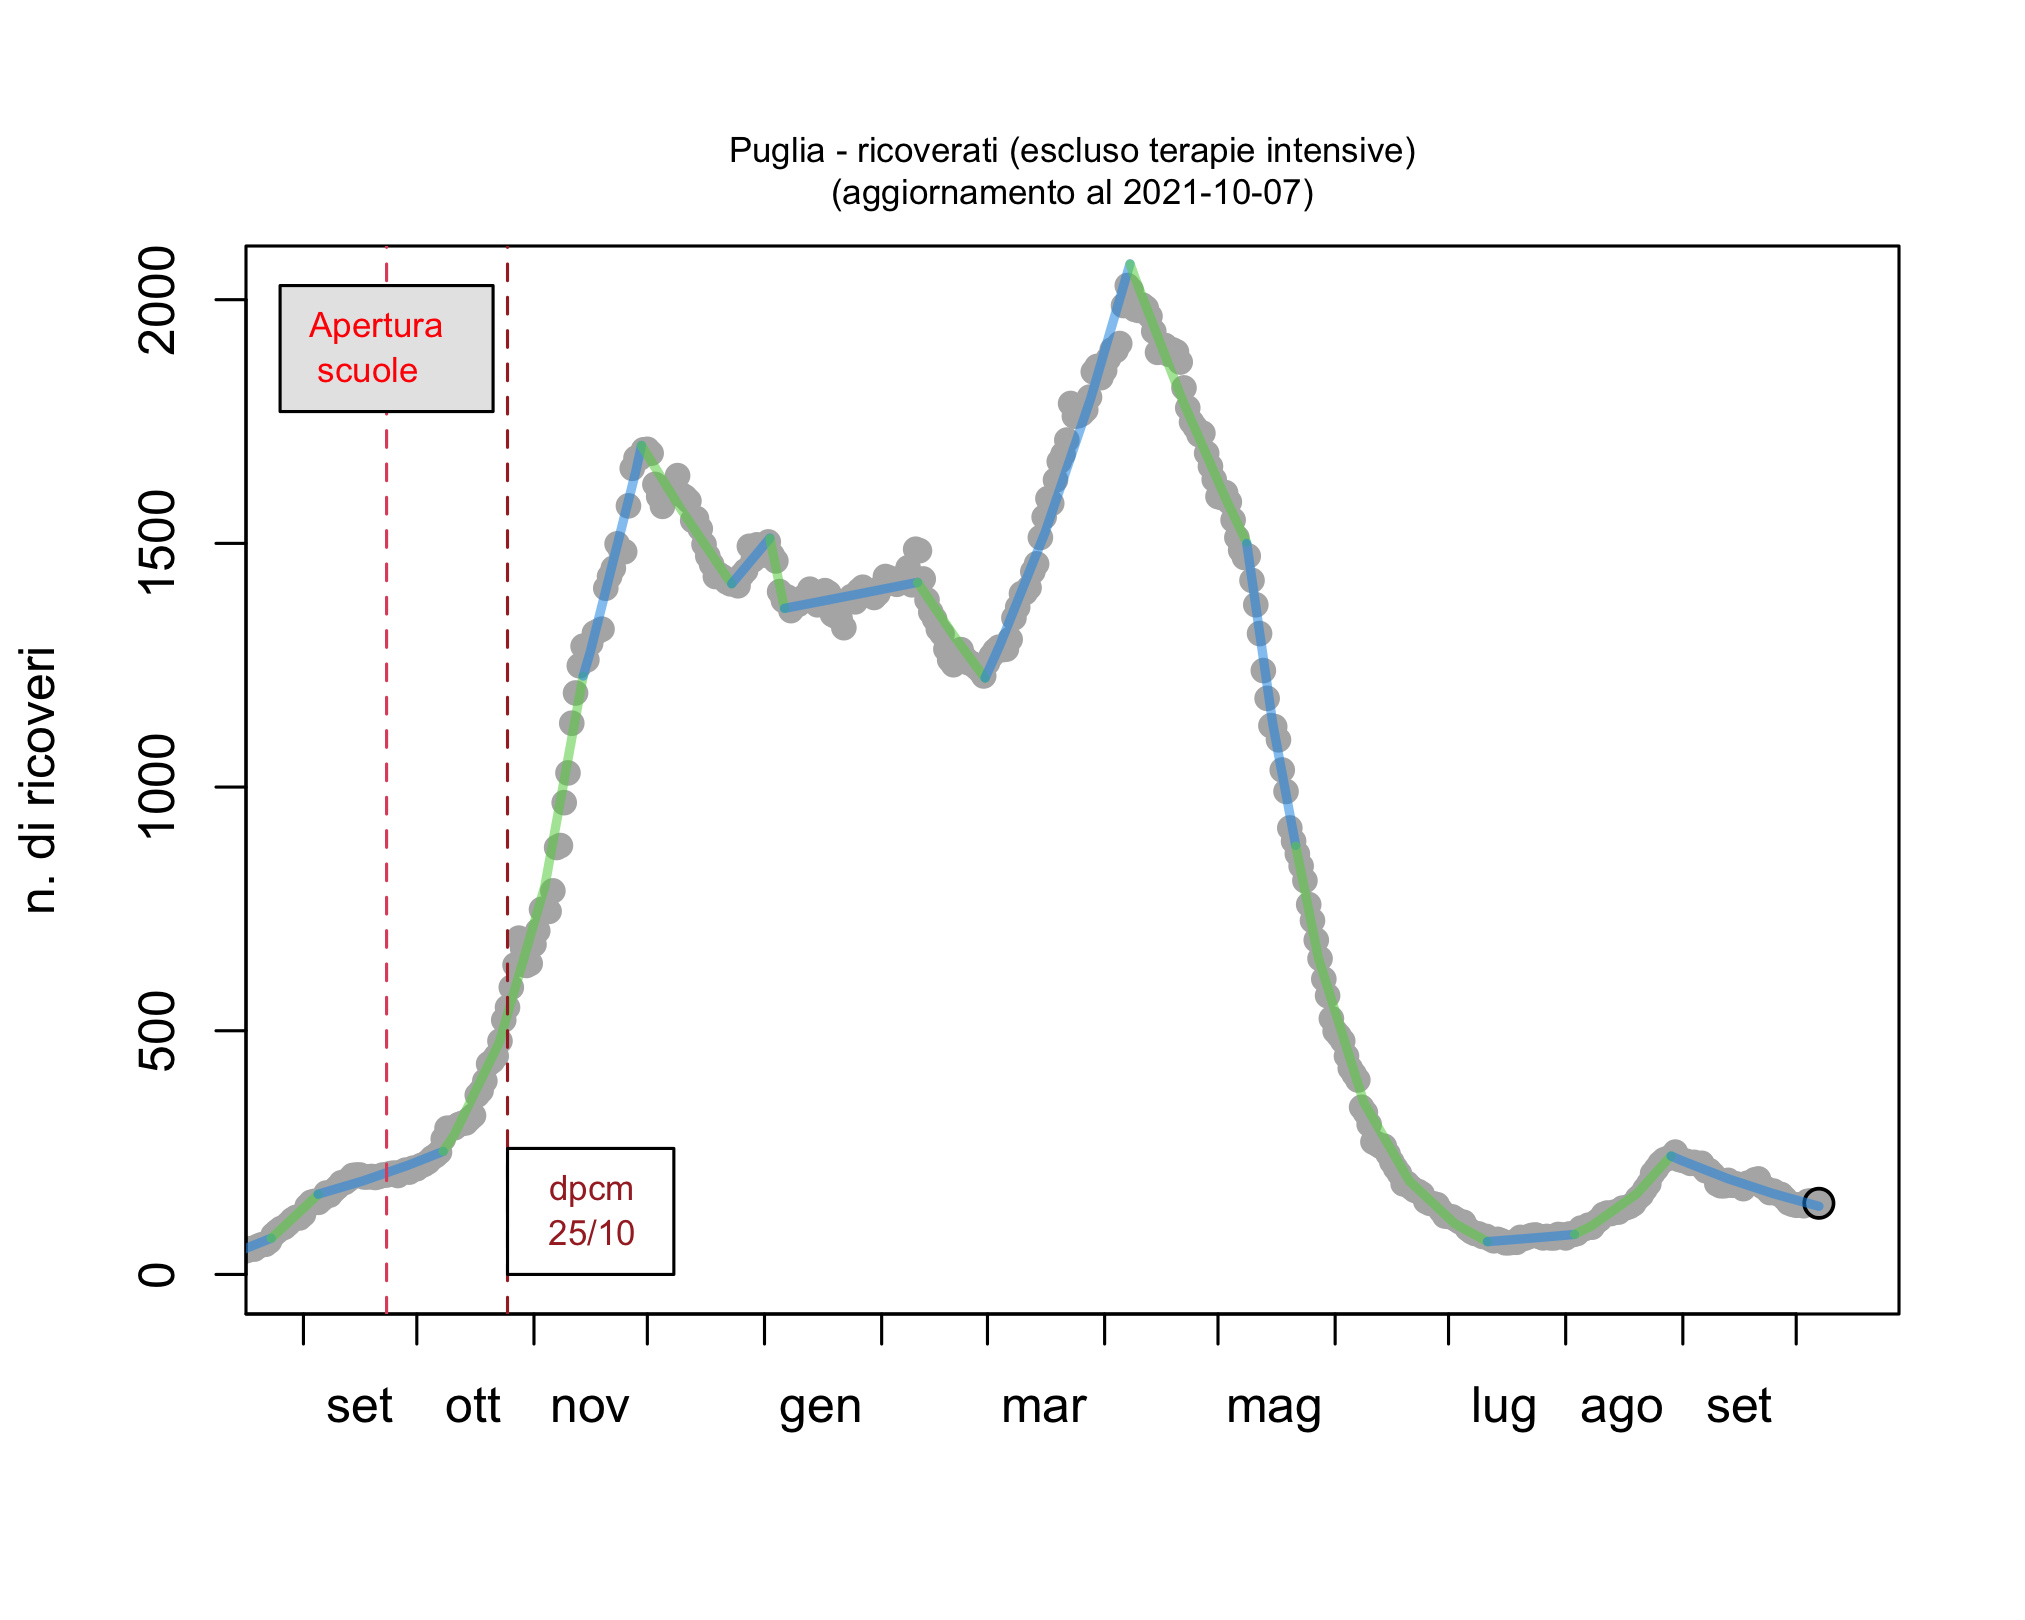 Puglia - ricoverati (escluso terapie intensive)
(aggiornamento al 2021-10-07)
n. di ricoveri
2000
1500
1000
500
0
Apertura
scuole
dpcm
25/10
set ott nov gen mar mag lug ago set